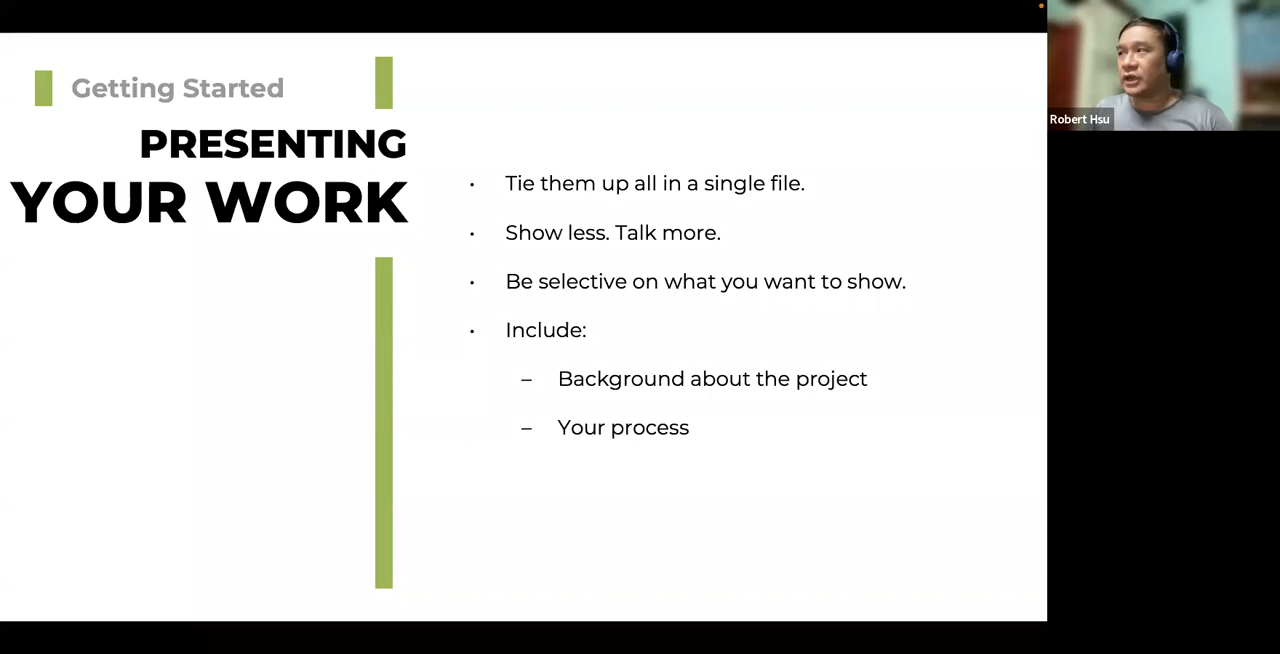 Getting Started
PRESENTING
YOUR WORK
• Tie them up all in a single file.
• Show less. Talk more.
• Be selective on what you want to show.
• Include:
– Background about the project
– Your process
Robert Hsu